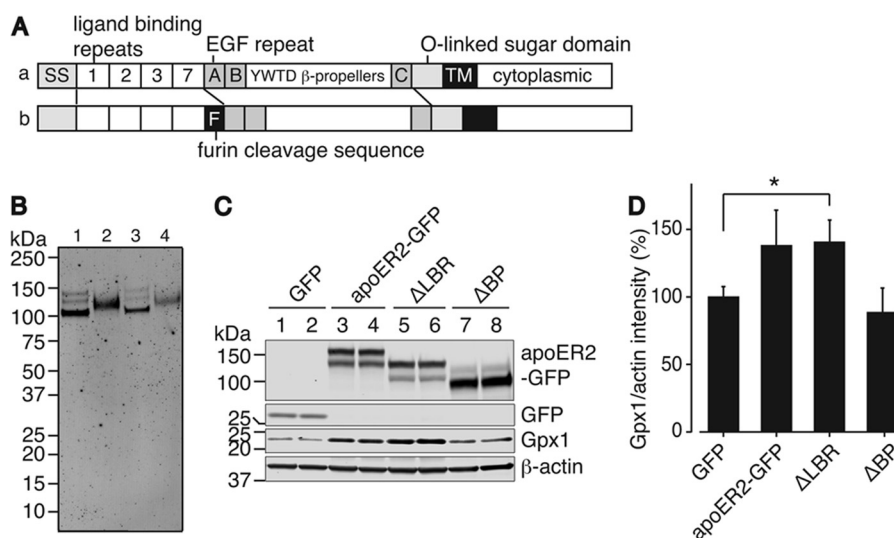 A
ligand binding
repeats
EGF repeat
O-linked sugar domain
a SS 1 2 3 7 A B YWTD β-propellers C TM cytoplasmic
b F
furin cleavage sequence
B
kDa 1 2 3 4
250
150
100
75
50
37
25
20
15
10
C
GFP apoER2-GFP ΔLBR ΔBP
kDa 1 2 3 4 5 6 7 8
150 apoER2
100 -GFP
25 GFP
25 Gpx1
20
β-actin
37
D
Gpx1/actin intensity (%)
*
150
100
50
0
GFP apoER2-GFP ΔLBR ΔBP